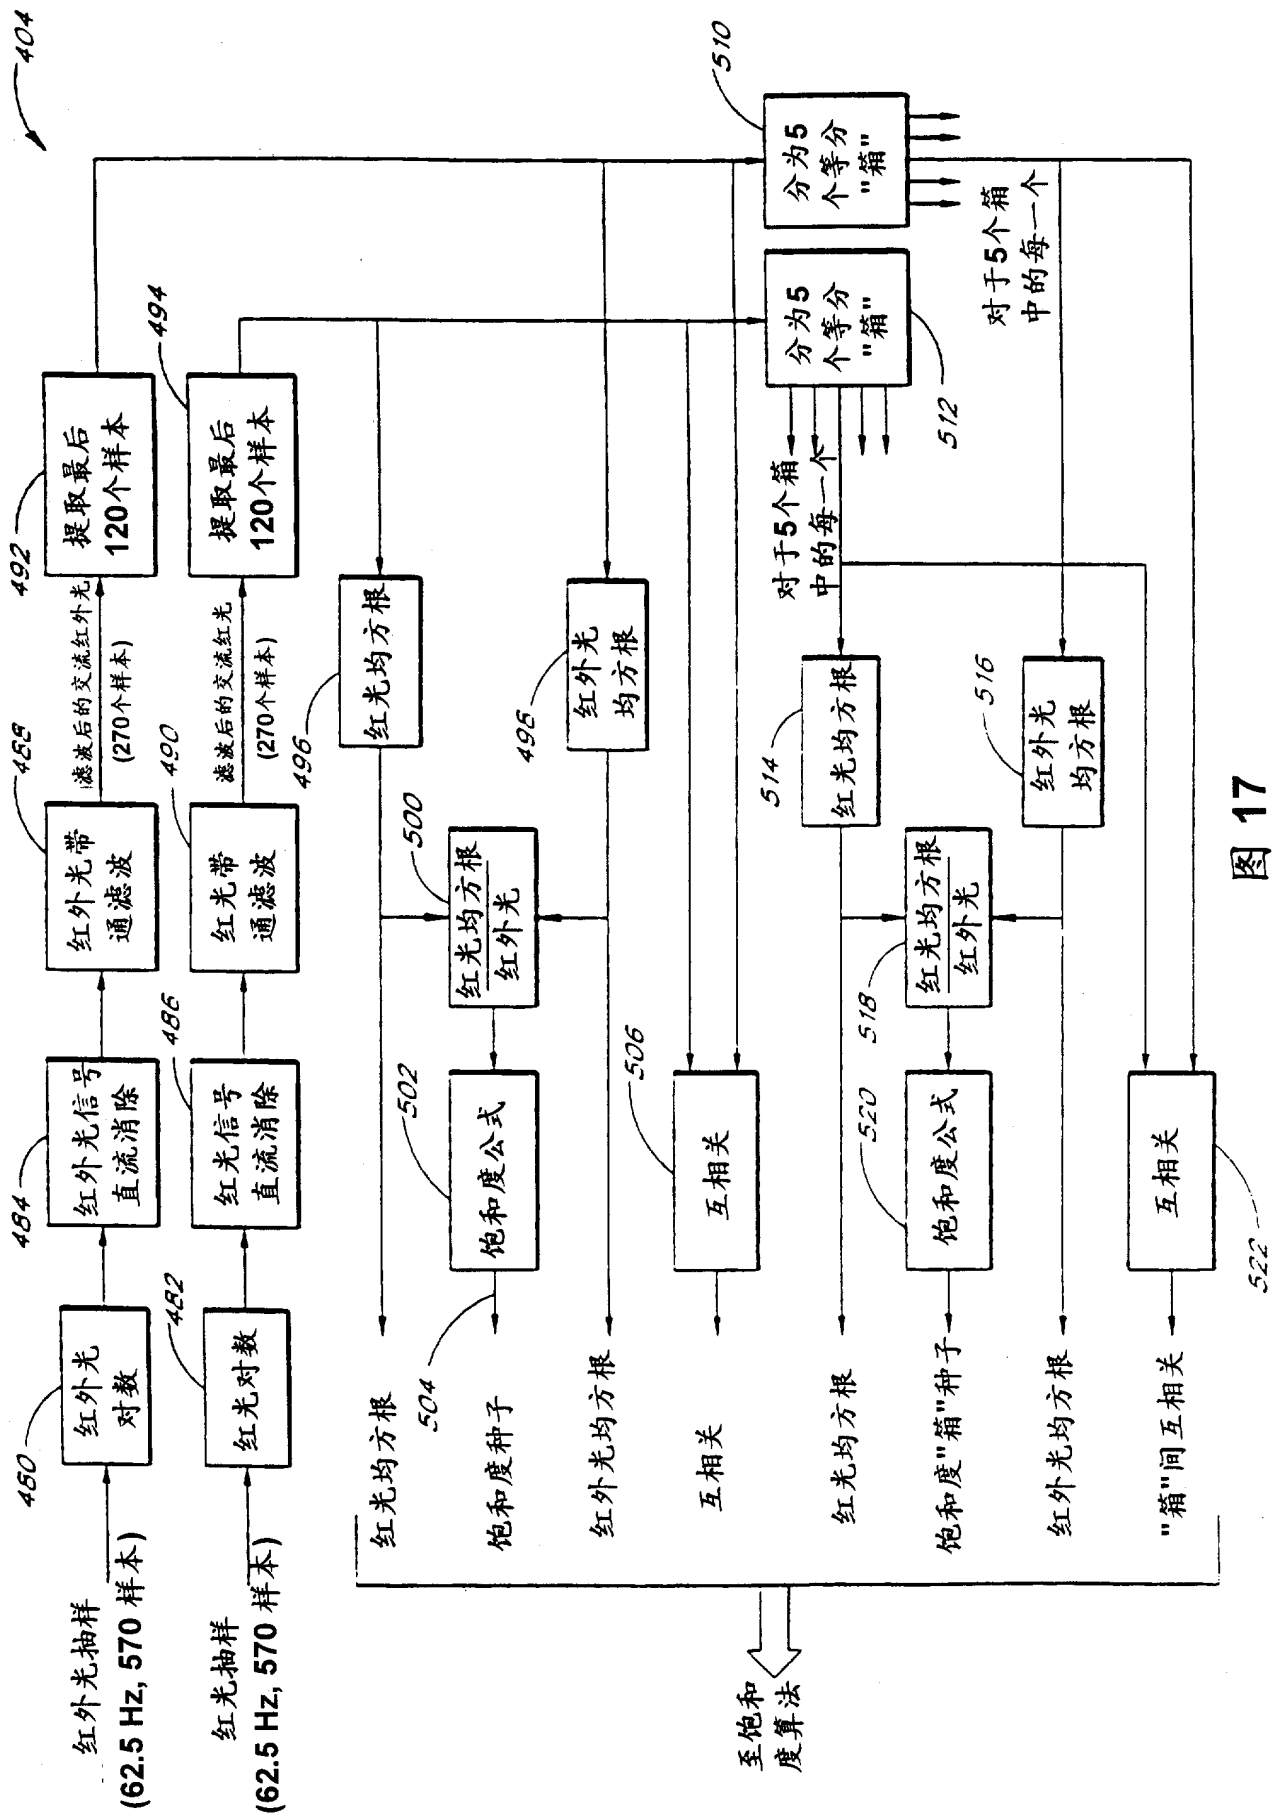 404
红外光抽样
(62.5 Hz, 570 样本)
480
红外光
对数
484
红外光信号
直流消除
488
红外光带
通滤波
滤波后的交流红外光
(270个样本)
492
提取最后
120个样本
红光抽样
(62.5 Hz, 570 样本)
482
红光对数
486
红光信号
直流消除
490
红光带
通滤波
滤波后的交流红光
(270个样本)
494
提取最后
120个样本
496
红光均方根
498
红外光
均方根
500
红光均方根
红外光
502
饱和度公式
504
506
互相关
510
分为5
个等分
"箱"
512
分为5
个等分
"箱"
对于5个箱
中的每一个
对于5个箱
中的每一个
514
红光均方根
516
红外光
均方根
518
红光均方根
红外光
520
饱和度公式
522
互相关
红光均方根
饱和度种子
红外光均方根
互相关
红光均方根
饱和度"箱"种子
红外光均方根
"箱"间互相关
至饱和
度算法
图 17